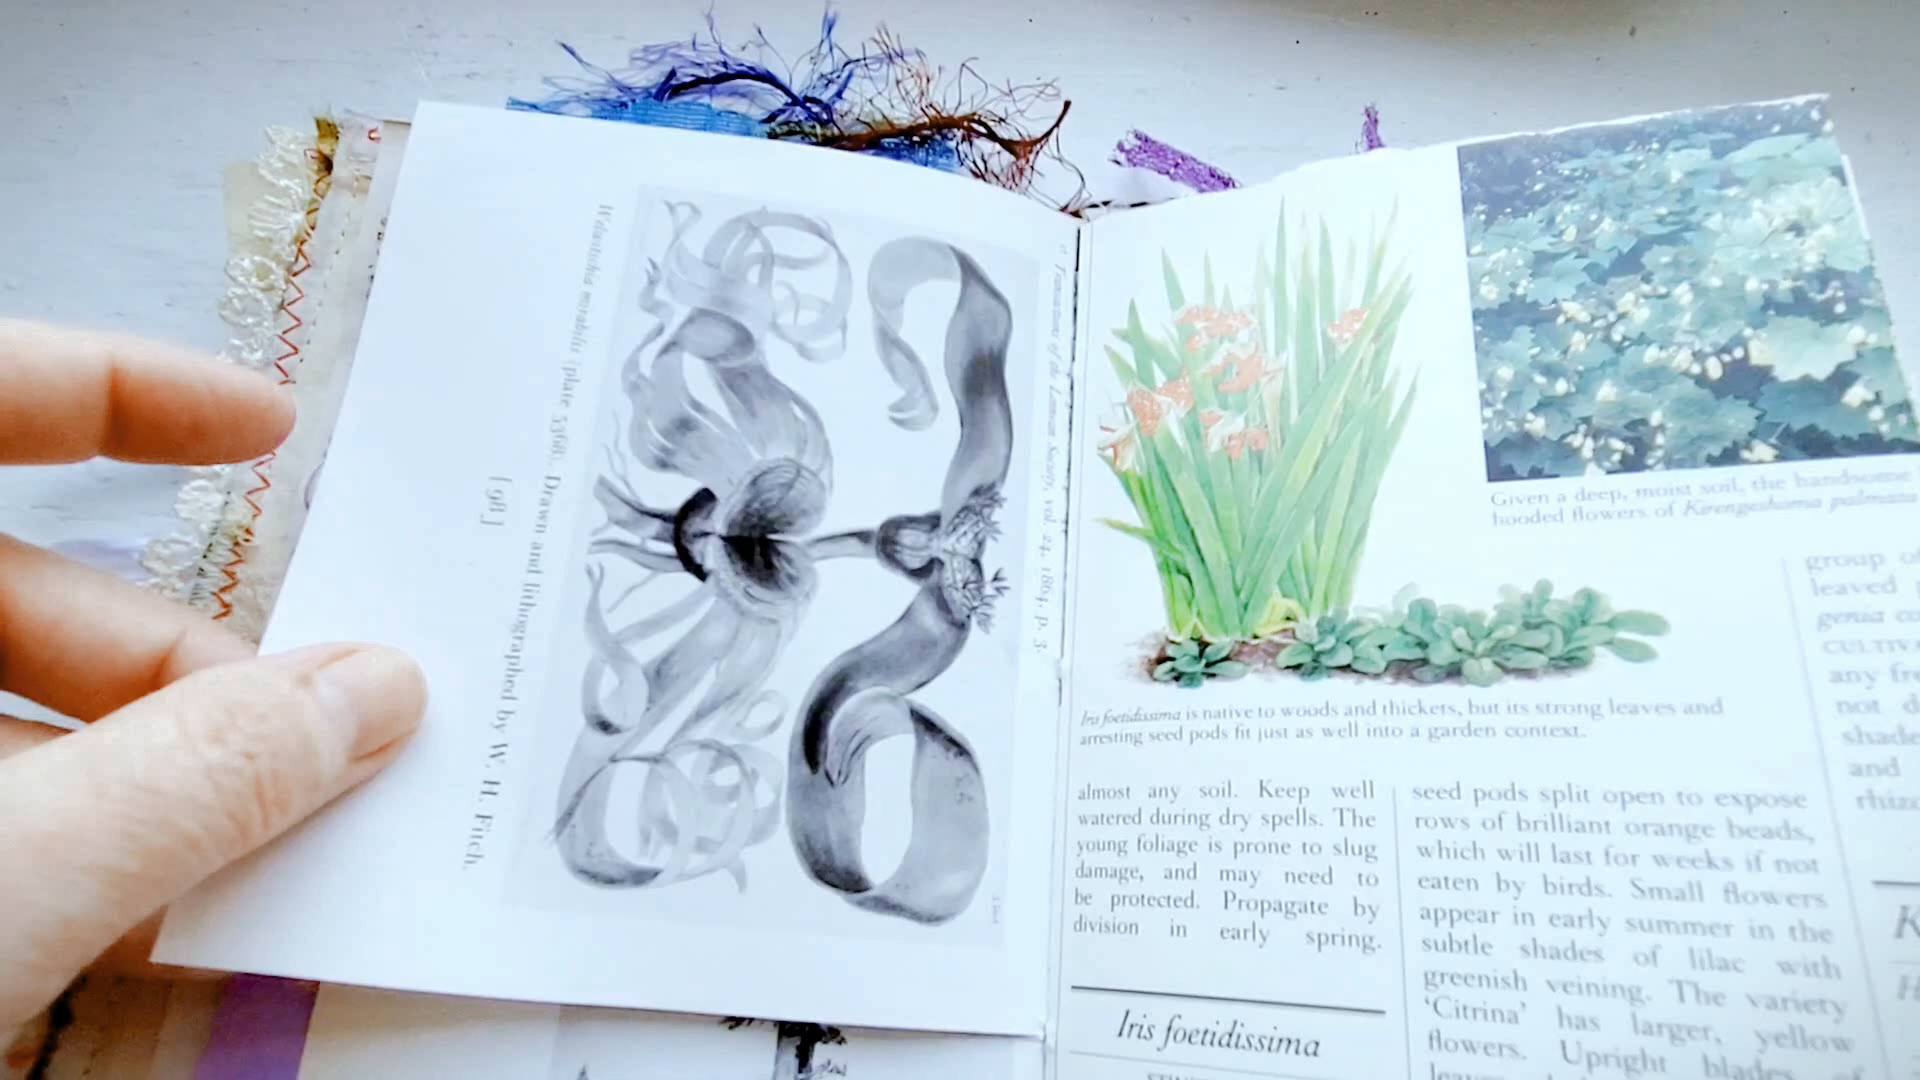 Welwitschia mirabilis (plate 5368). Drawn and lithographed by W. H. Fitch.
[ 98 ]
Transactions of the Linnean Society, vol. 24, 1864, p. 3.
Given a deep, moist soil, the handsome
hooded flowers of Kirengeshoma palmata
Iris foetidissima is native to woods and thickets, but its strong leaves and
arresting seed pods fit just as well into a garden context.
almost any soil. Keep well
watered during dry spells. The
young foliage is prone to slug
damage, and may need to
be protected. Propagate by
division in early spring.
Iris foetidissima
seed pods split open to expose
rows of brilliant orange beads,
which will last for weeks if not
eaten by birds. Small flowers
appear in early summer in the
subtle shades of lilac with
greenish veining. The variety
'Citrina' has larger, yellow
flowers. Upright blades of
group of
leaved
genia co
CULTIV
any fre
not d
shade
and
rhizo
K
H